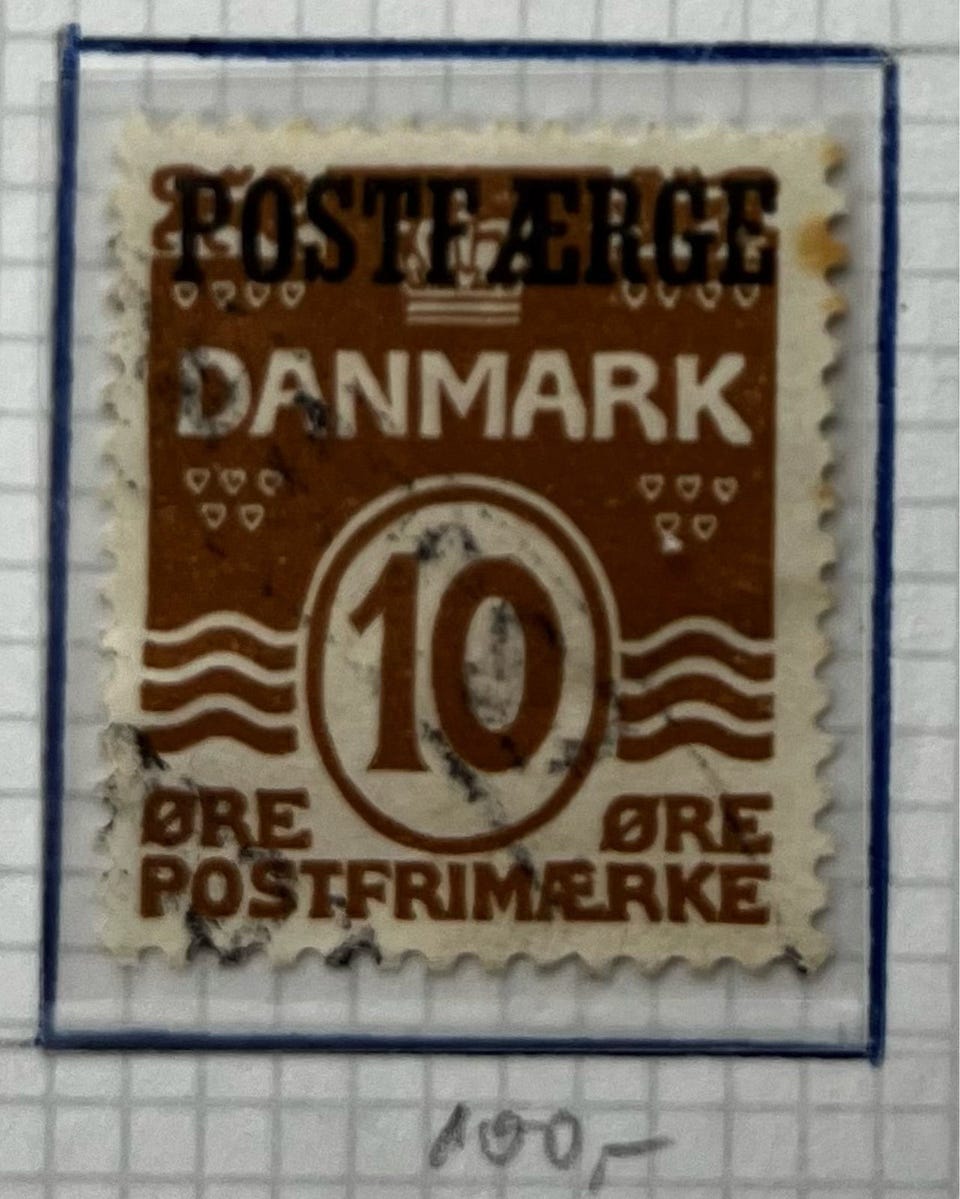 POSTFÆRGE
DANMARK
10
ØRE ØRE
POSTFRIMÆRKE
100,-